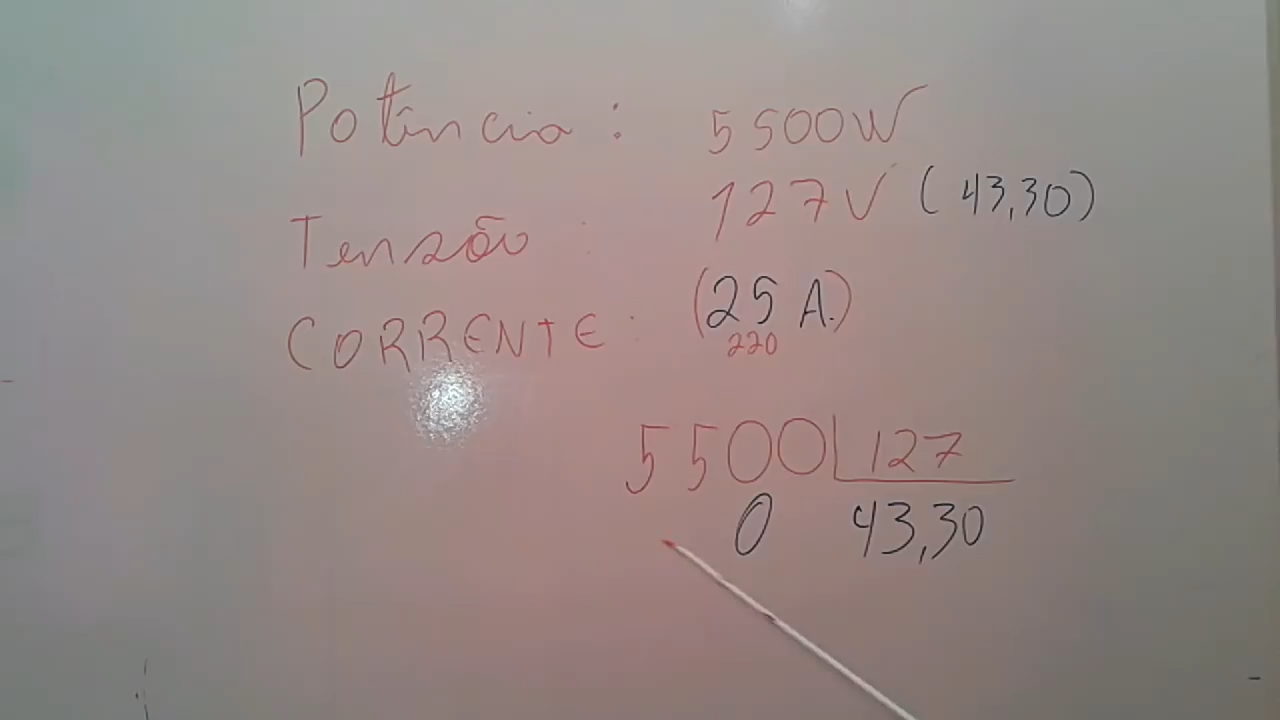 Potência: 5500W
127V (43,30)
Tensão :
CORRENTE: (25 A.)
220
5500 127
0 43,30